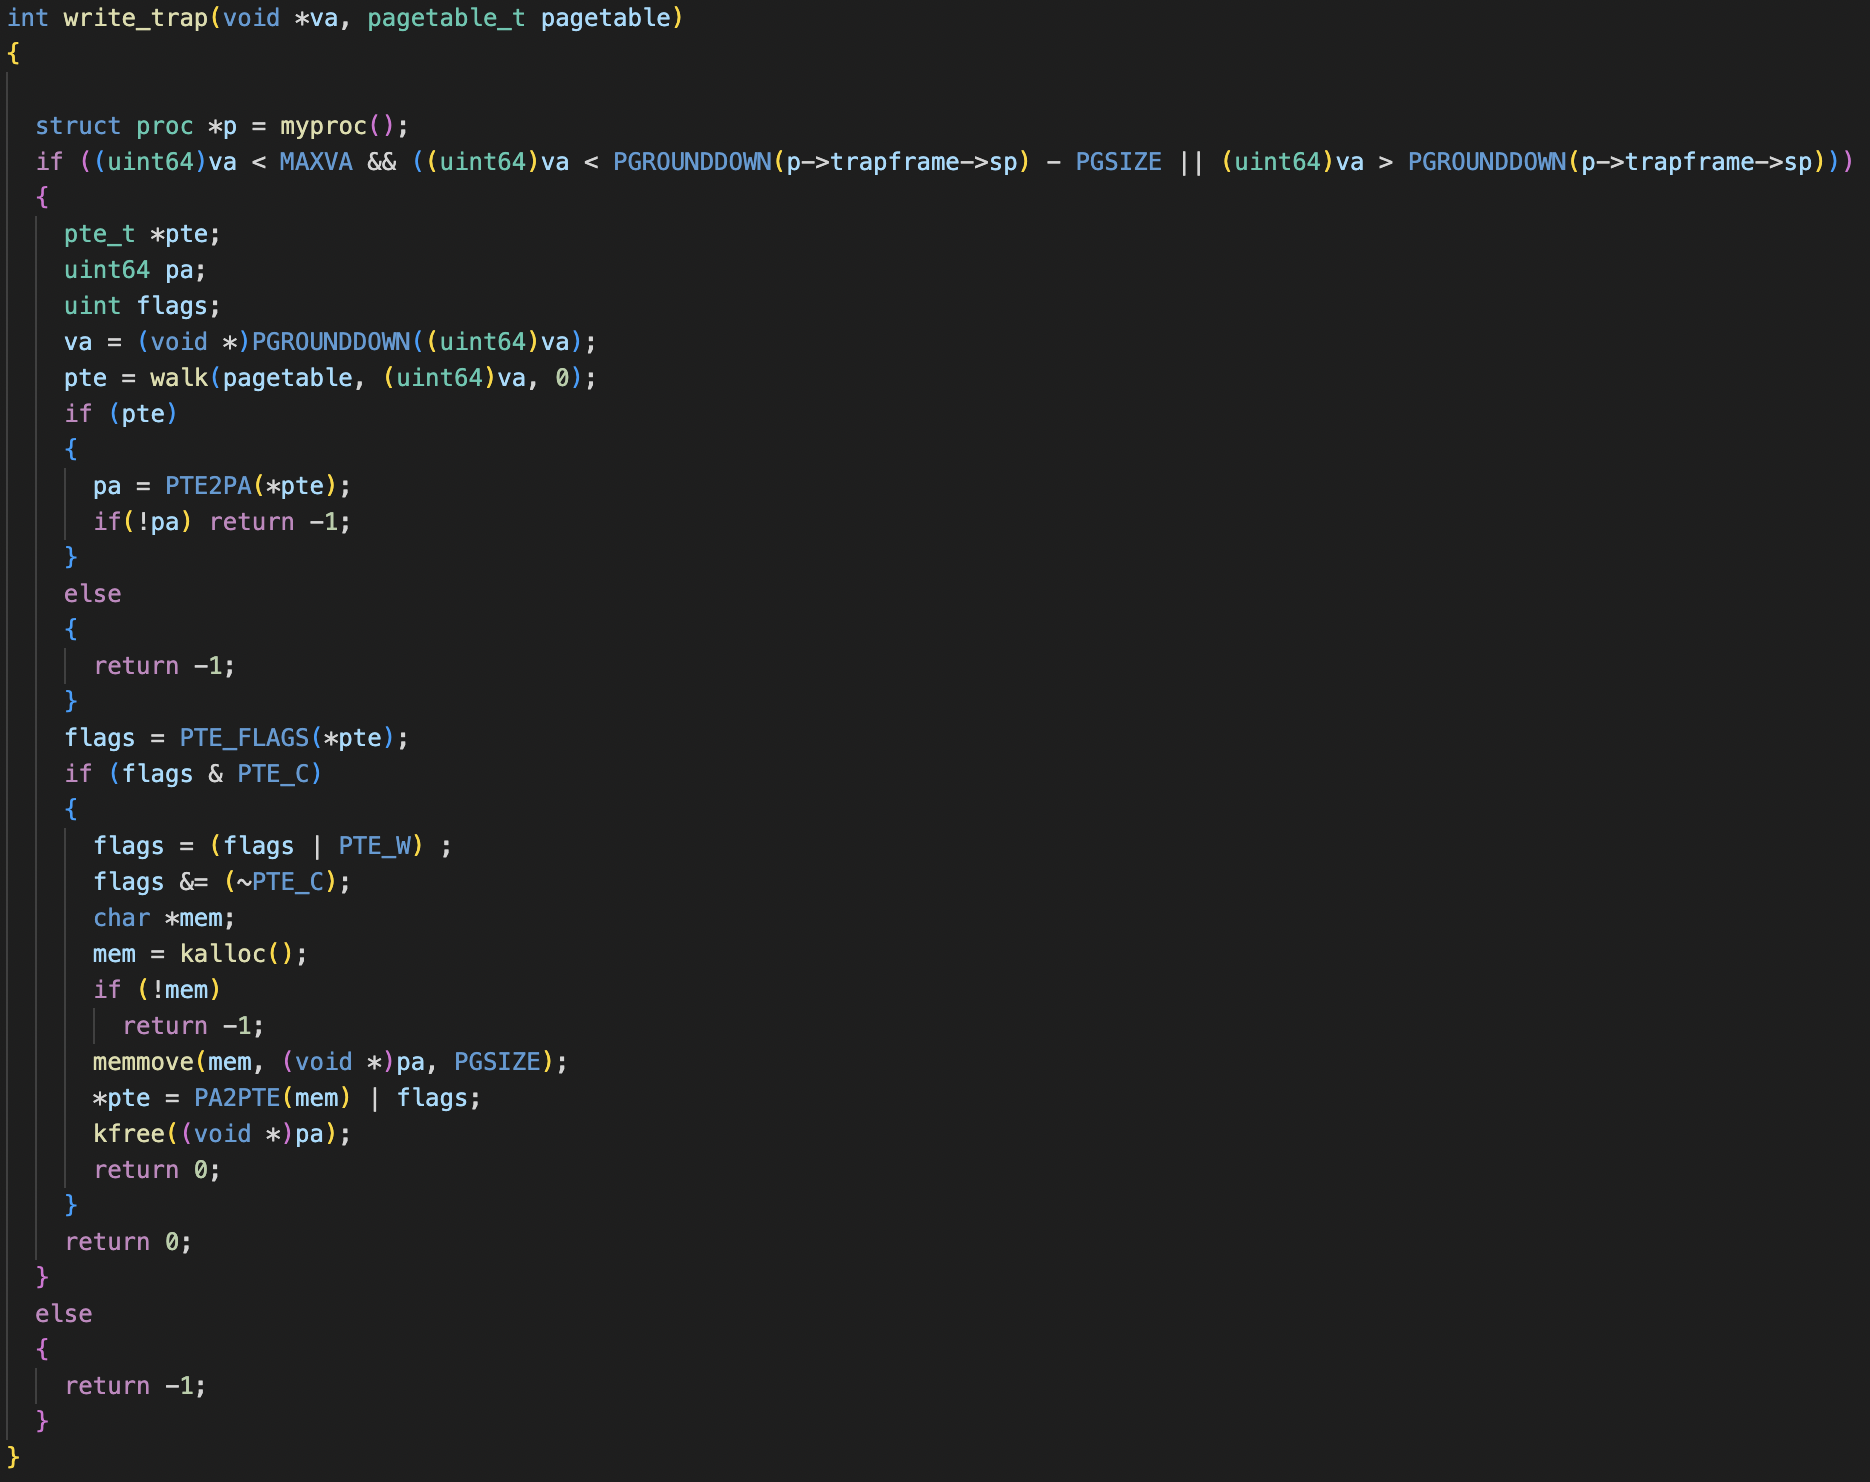 int write_trap(void *va, pagetable_t pagetable)
{
struct proc *p = myproc();
if ((uint64)va < MAXVA && ((uint64)va < PGROUNDDOWN(p->trapframe->sp) - PGSIZE || (uint64)va > PGROUNDDOWN(p->trapframe->sp)))
{
pte_t *pte;
uint64 pa;
uint flags;
va = (void *)PGROUNDDOWN((uint64)va);
pte = walk(pagetable, (uint64)va, 0);
if (pte)
{
pa = PTE2PA(*pte);
if(!pa) return -1;
}
else
{
return -1;
}
flags = PTE_FLAGS(*pte);
if (flags & PTE_C)
{
flags = (flags | PTE_W) ;
flags &= (~PTE_C);
char *mem;
mem = kalloc();
if (!mem)
return -1;
memmove(mem, (void *)pa, PGSIZE);
*pte = PA2PTE(mem) | flags;
kfree((void *)pa);
return 0;
}
return 0;
}
else
{
return -1;
}
}